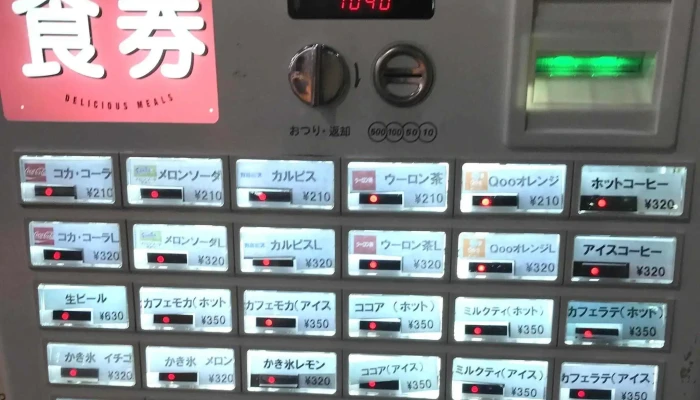 1040
食券
DELICIOUS MEALS
おつり・返却
500 100 50 10
コカ・コーラ ¥210
メロンソーダ ¥210
カルピス ¥210
ウーロン茶 ¥210
Qooオレンジ ¥210
ホットコーヒー ¥320
コカ・コーラL ¥320
メロンソーダL ¥320
カルピスL ¥320
ウーロン茶L ¥320
QooオレンジL ¥320
アイスコーヒー ¥320
生ビール ¥630
カフェモカ(ホット) ¥350
カフェモカ(アイス ¥350
ココア (ホット) ¥350
ミルクティ(ホット) ¥350
カフェラテ(ホット) ¥350
かき氷 イチゴ ¥320
かき氷 メロン ¥320
かき氷レモン ¥320
ココア(アイス) ¥350
ミルクティ(アイス) ¥350
カフェラテ(アイス ¥350